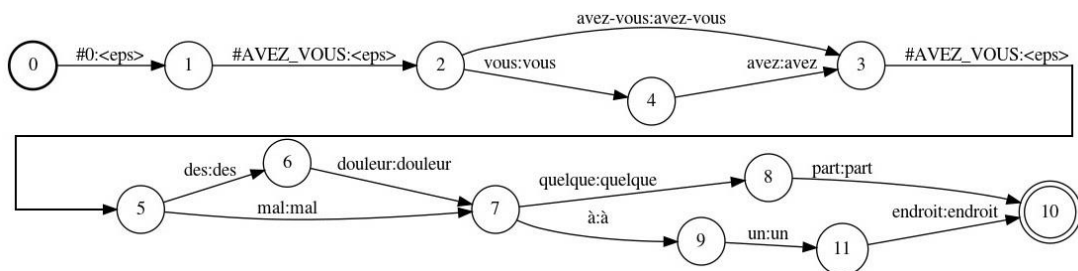 avez-vous:avez-vous
0 #0:<eps> 1 #AVEZ_VOUS:<eps> 2 vous:vous 4 avez:avez 3 #AVEZ_VOUS:<eps>
des:des 6 douleur:douleur quelque:quelque 8 part:part
5 mal:mal 7 à:à 9 un:un 11 endroit:endroit 10